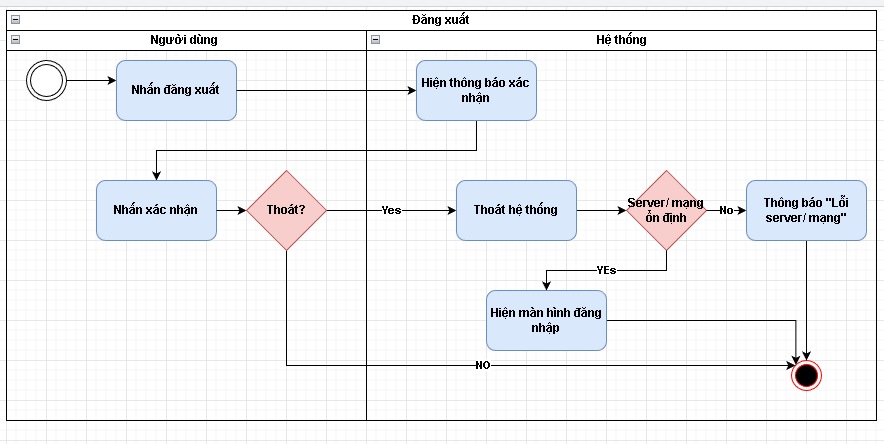 Đăng xuất
Người dùng
Hệ thống
Nhấn đăng xuất
Hiện thông báo xác
nhận
Nhấn xác nhận
Thoát?
Yes
Thoát hệ thống
Server/ mạng
ổn định
No
Thông báo "Lỗi
server/ mạng"
YEs
Hiện màn hình đăng
nhập
NO